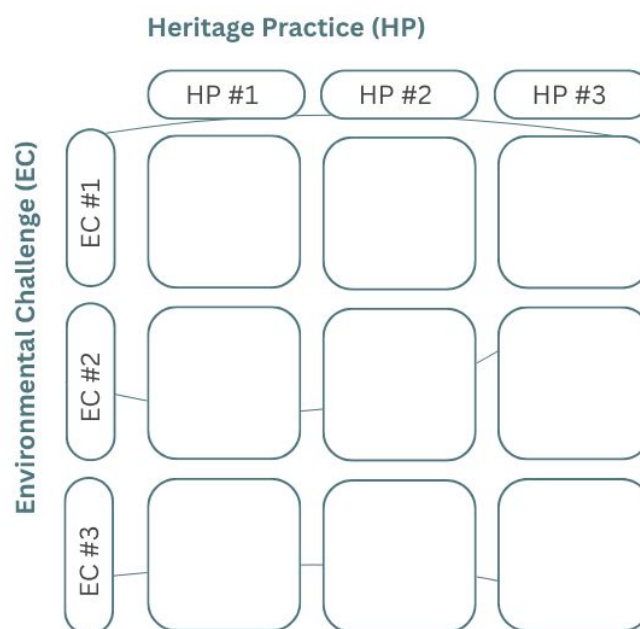 Heritage Practice (HP)
HP #1
HP #2
HP #3
Environmental Challenge (EC)
EC #1
EC #2
EC #3